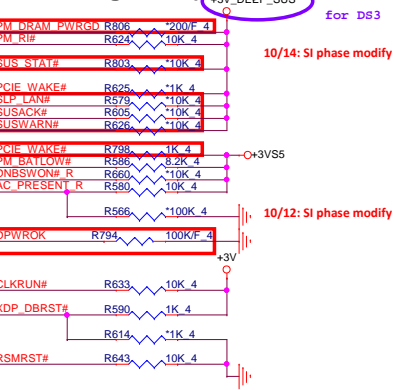 +3V_DEEP_SUS
for DS3
PM_DRAM_PWRGD R806 *200/F_4
PM_RI# R624 10K_4
10/14: SI phase modify
SUS_STAT# R803 *10K_4
PCIE_WAKE# R625 *1K_4
SLP_LAN# R579 *10K_4
SUSACK# R605 *10K_4
SUSWARN# R626 *10K_4
PCIE_WAKE# R798 1K_4
+3VS5
PM_BATLOW# R586 8.2K_4
DNBSWON#_R R660 *10K_4
AC_PRESENT_R R580 10K_4
R566 *100K_4
10/12: SI phase modify
DPWROK R794 100K/F_4
+3V
CLKRUN# R633 10K_4
XDP_DBRST# R590 1K_4
R614 *1K_4
RSMRST# R643 10K_4